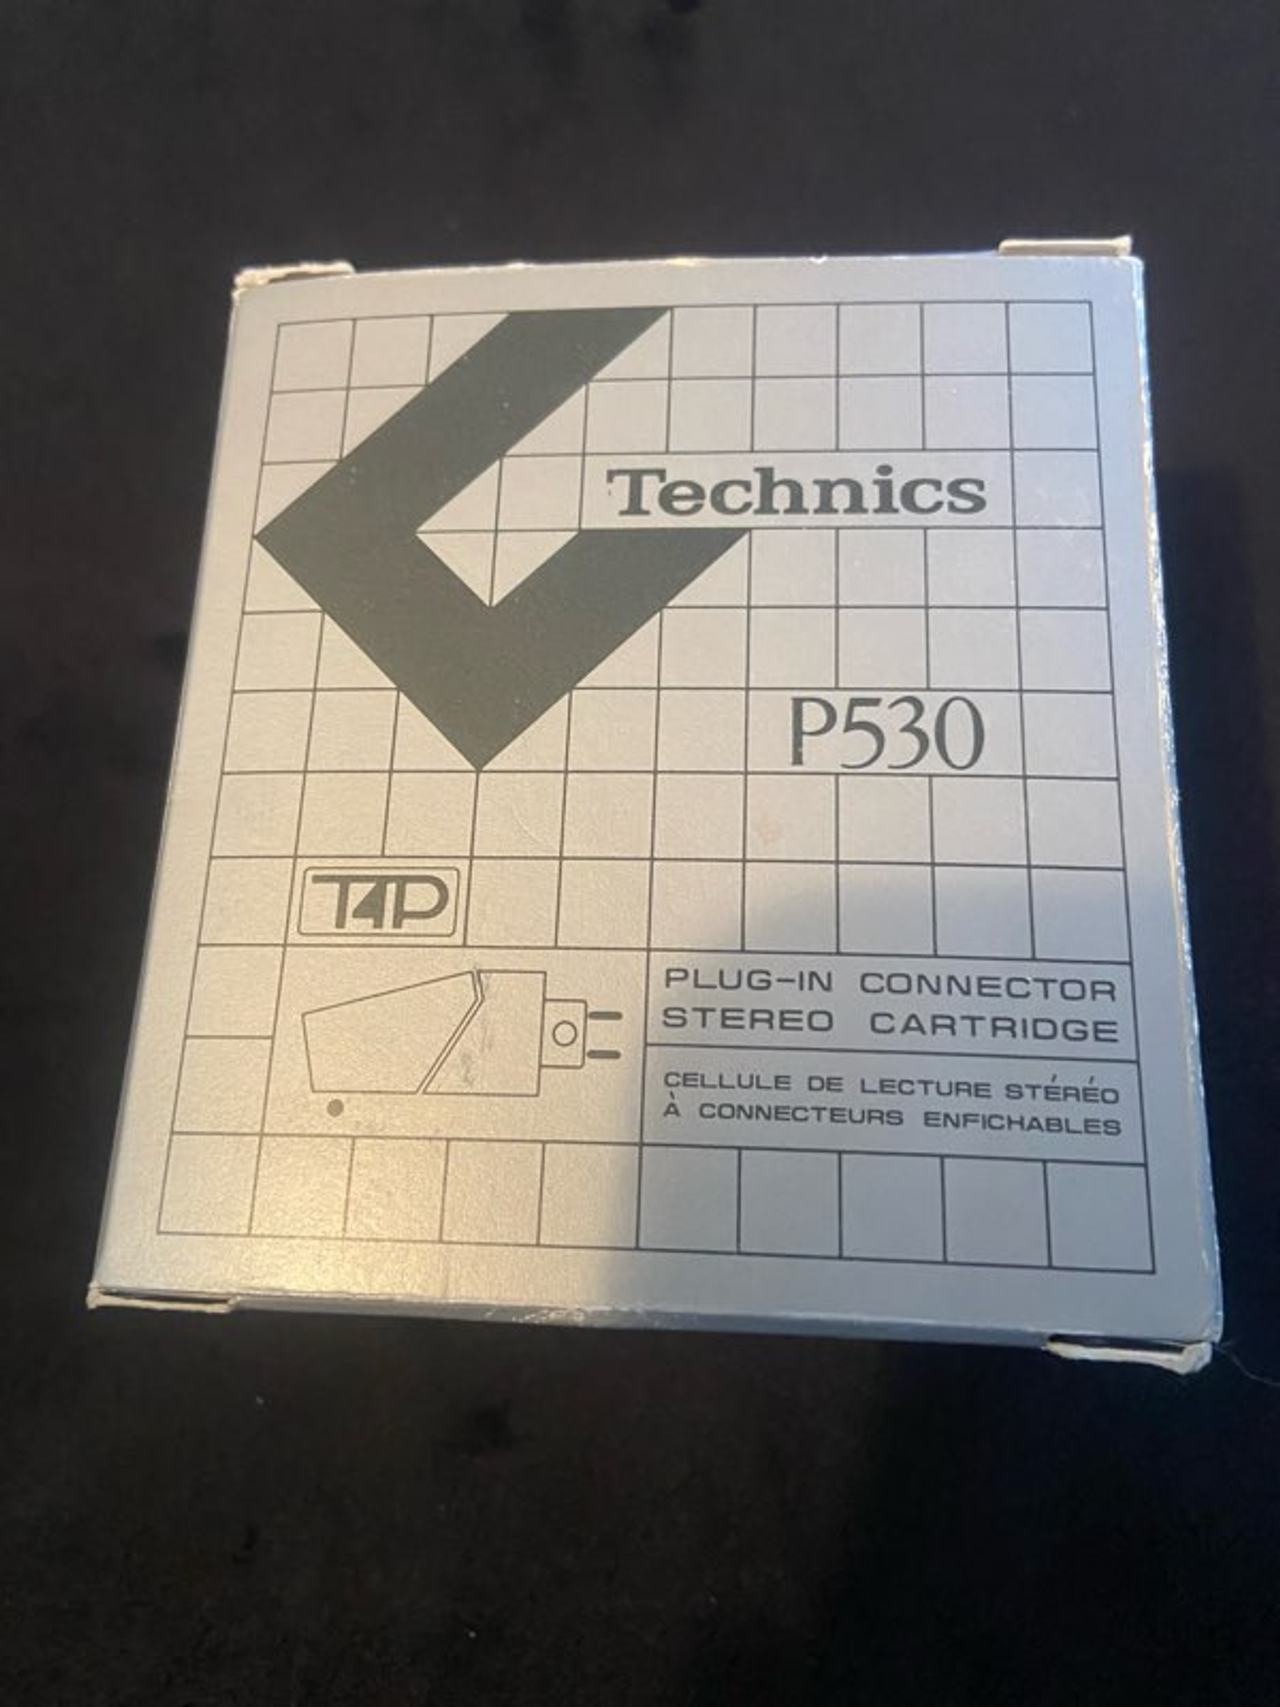 Technics
P530
T4P
PLUG-IN CONNECTOR
STEREO CARTRIDGE
CELLULE DE LECTURE STÉRÉO
À CONNECTEURS ENFICHABLES